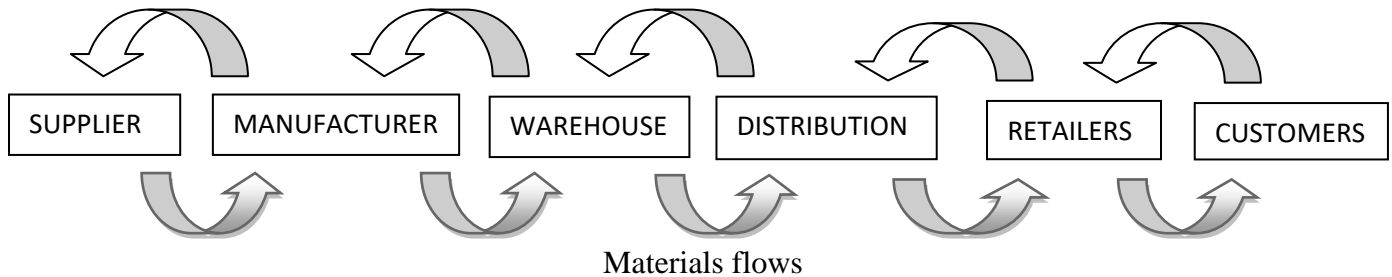 SUPPLIER MANUFACTURER WAREHOUSE DISTRIBUTION RETAILERS CUSTOMERS
Materials flows